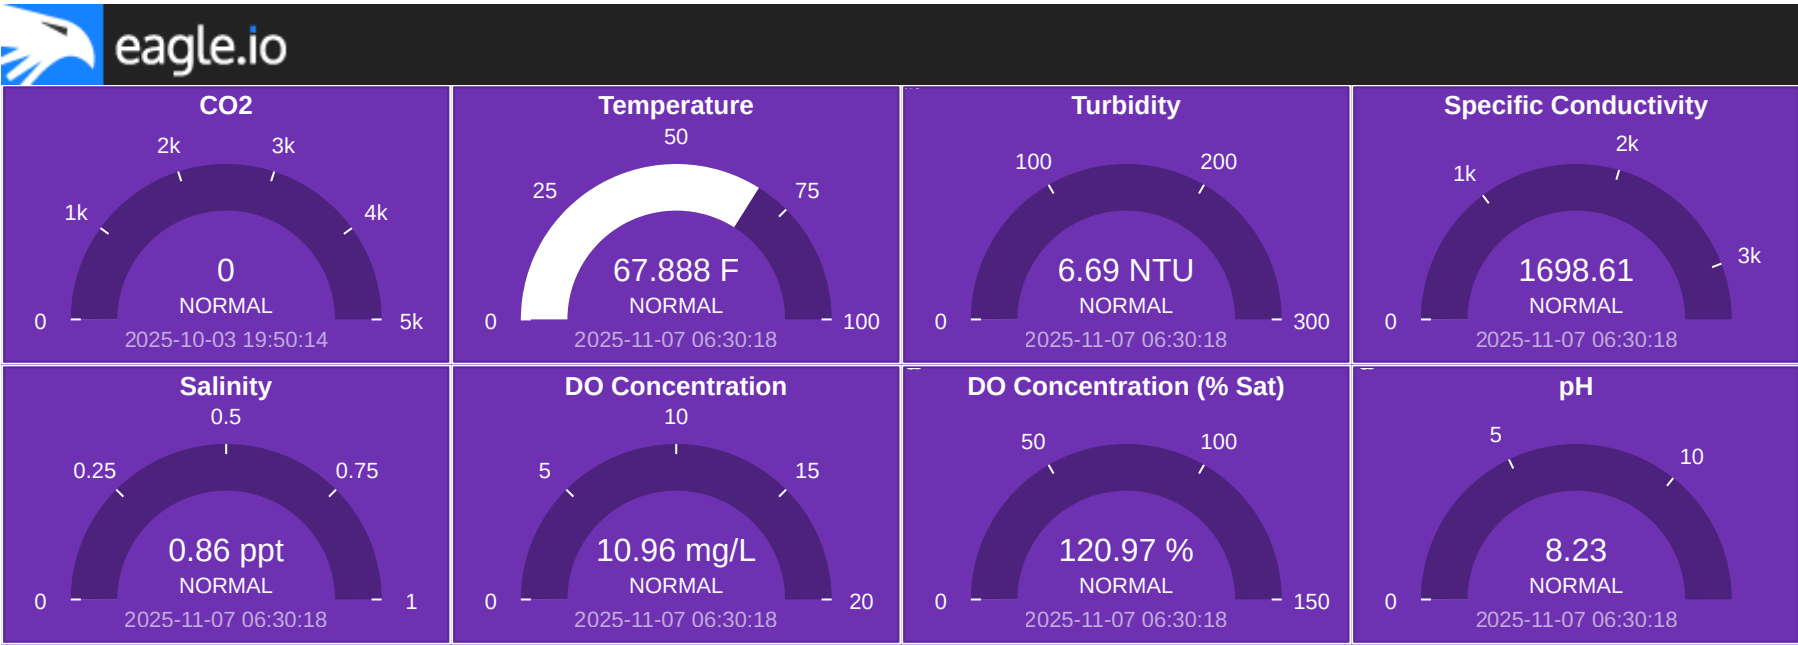 eagle.io
CO2
2k
3k
1k
4k
0
NORMAL
0
5k
2025-10-03 19:50:14
Temperature
50
25
75
67.888 F
NORMAL
0
100
2025-11-07 06:30:18
Turbidity
100
200
6.69 NTU
NORMAL
0
300
2025-11-07 06:30:18
Specific Conductivity
2k
1k
3k
1698.61
NORMAL
0
2025-11-07 06:30:18
Salinity
0.5
0.25
0.75
0.86 ppt
NORMAL
0
1
2025-11-07 06:30:18
DO Concentration
10
5
15
10.96 mg/L
NORMAL
0
20
2025-11-07 06:30:18
DO Concentration (% Sat)
50
100
120.97 %
NORMAL
0
150
2025-11-07 06:30:18
pH
5
10
8.23
NORMAL
0
2025-11-07 06:30:18